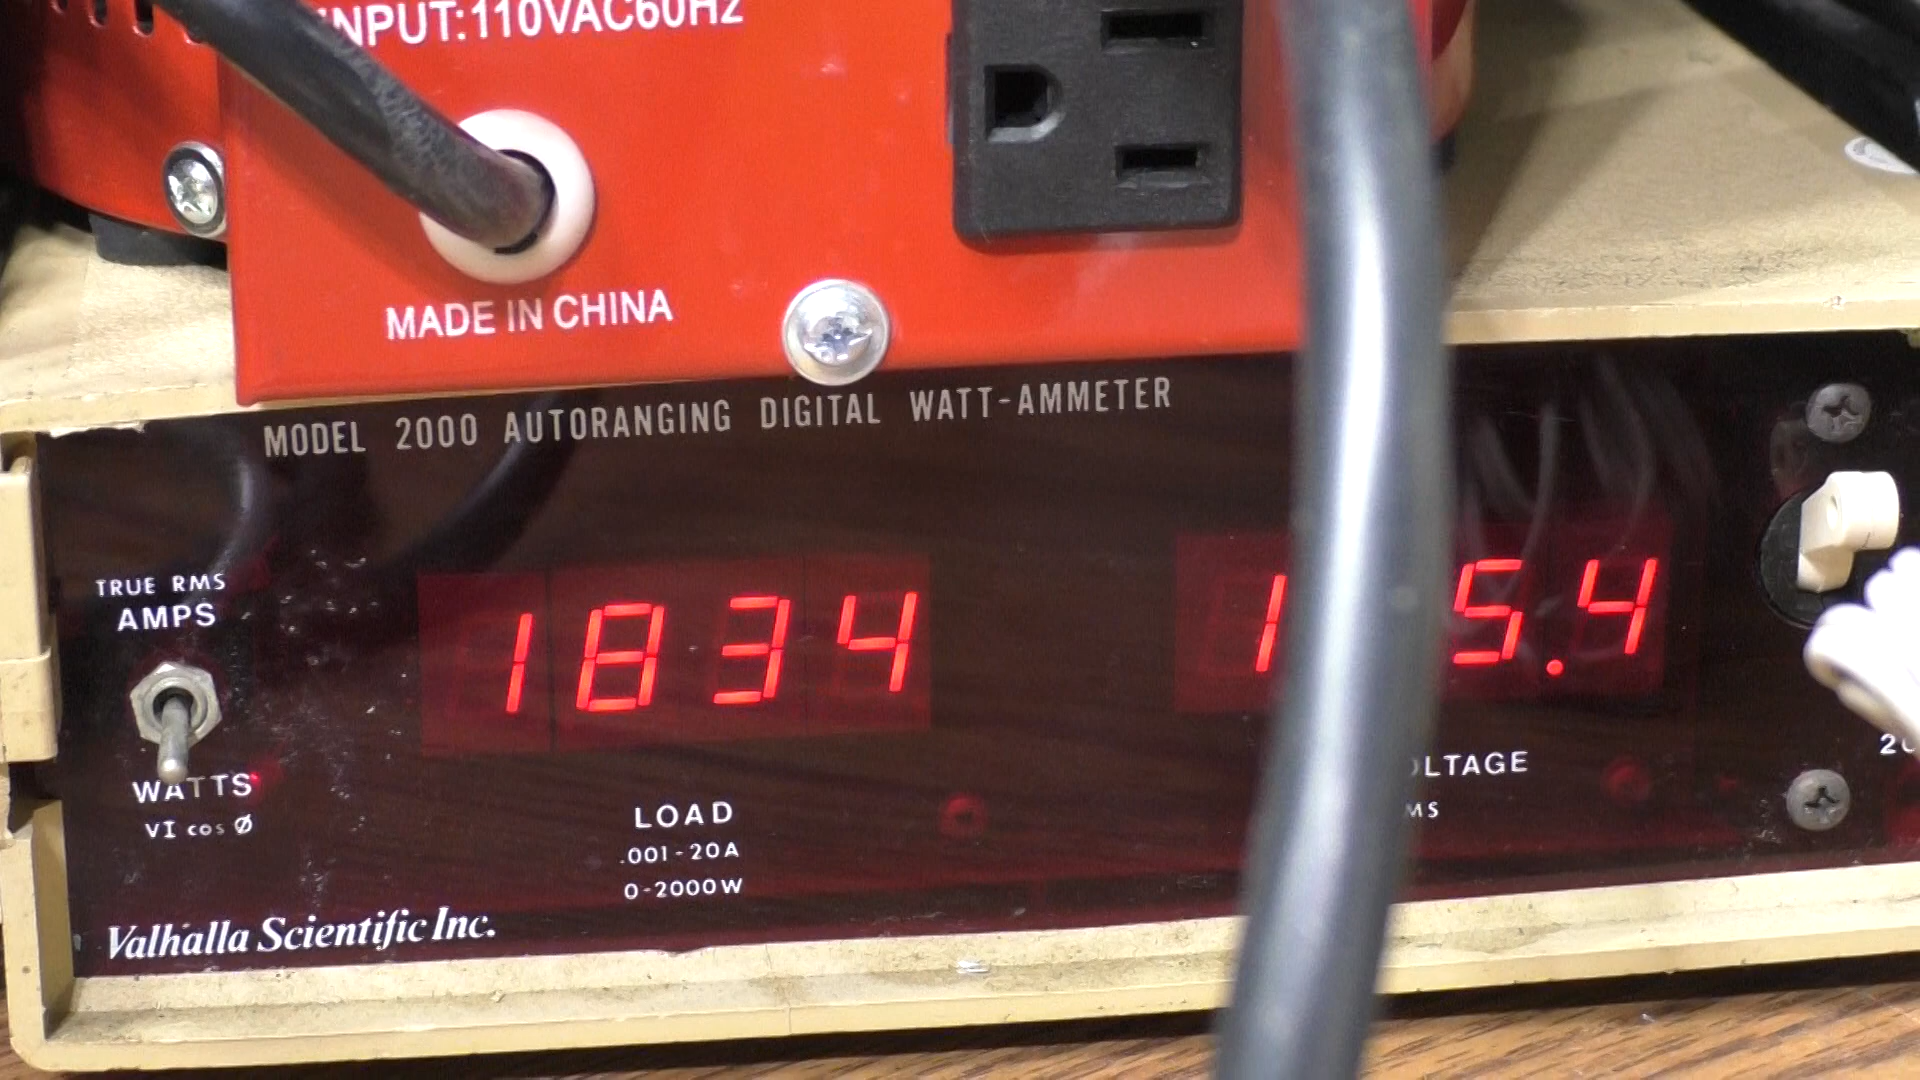 INPUT:110VAC60Hz
MADE IN CHINA
MODEL 2000 AUTORANGING DIGITAL WATT-AMMETER
TRUE RMS
AMPS
1834
WATTS
VI cos Ø
LOAD
.001-20A
0-2000W
5.4
Valhalla Scientific Inc.